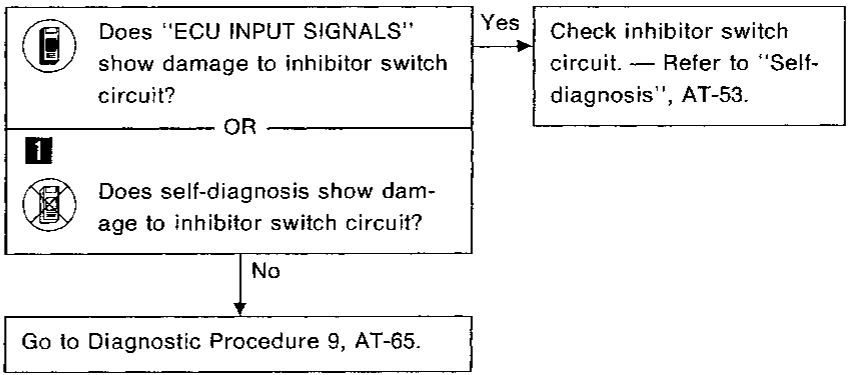 Does "ECU INPUT SIGNALS"
show damage to inhibitor switch
circuit?
Yes
Check inhibitor switch
circuit. — Refer to "Self-
diagnosis", AT-53.
OR
1
Does self-diagnosis show dam-
age to inhibitor switch circuit?
No
Go to Diagnostic Procedure 9, AT-65.